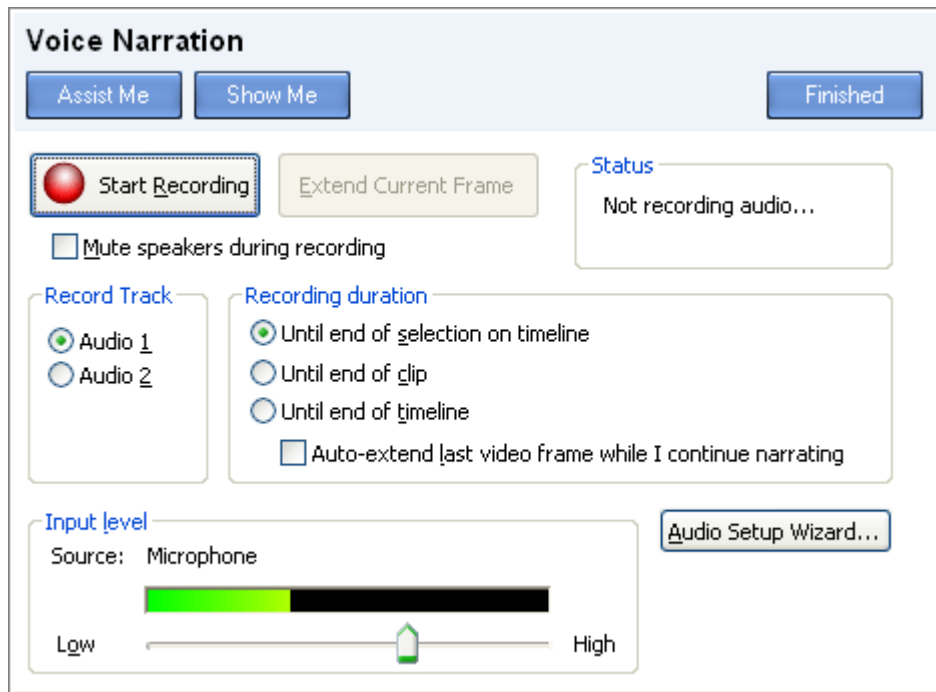 Voice Narration
Assist Me Show Me Finished
Start Recording Extend Current Frame
Status
Not recording audio...
Mute speakers during recording
Record Track
Audio 1
Audio 2
Recording duration
Until end of selection on timeline
Until end of clip
Until end of timeline
Auto-extend last video frame while I continue narrating
Input level
Source: Microphone
Low High
Audio Setup Wizard...